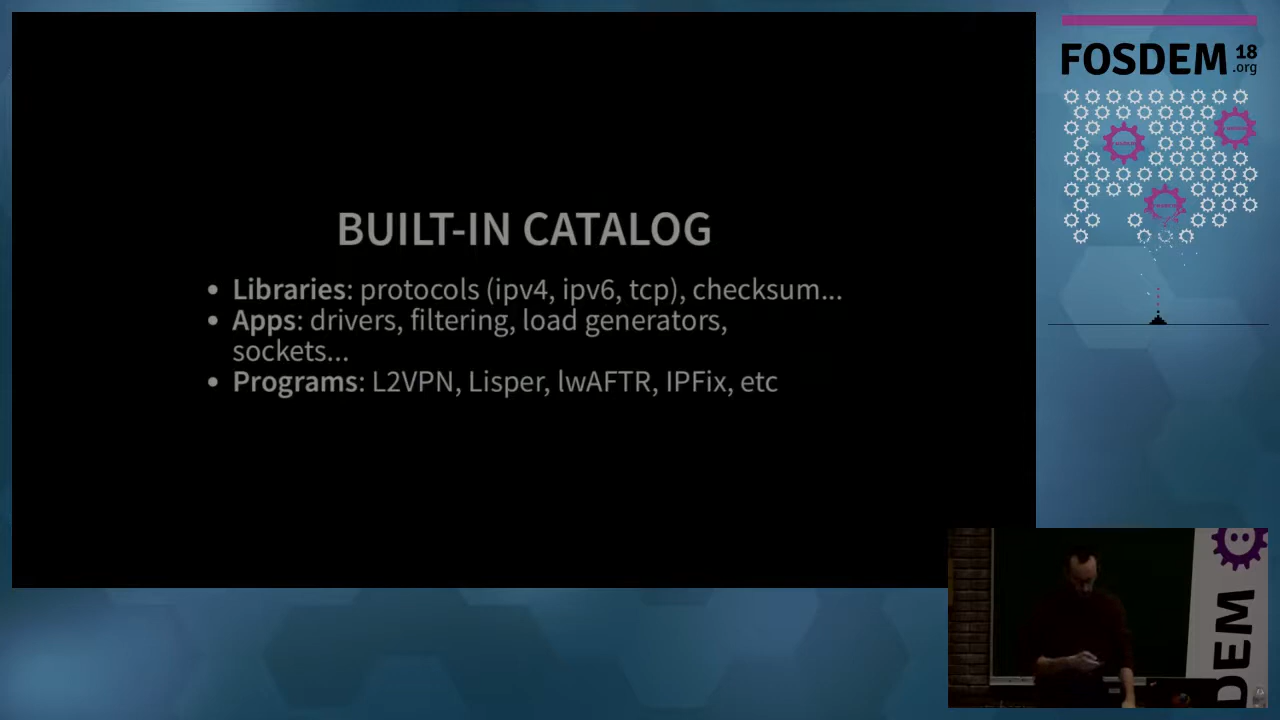 FOSDEM 18
.org
BUILT-IN CATALOG
• Libraries: protocols (ipv4, ipv6, tcp), checksum...
• Apps: drivers, filtering, load generators,
sockets...
• Programs: L2VPN, Lisper, lwAFTR, IPFix, etc
DEM